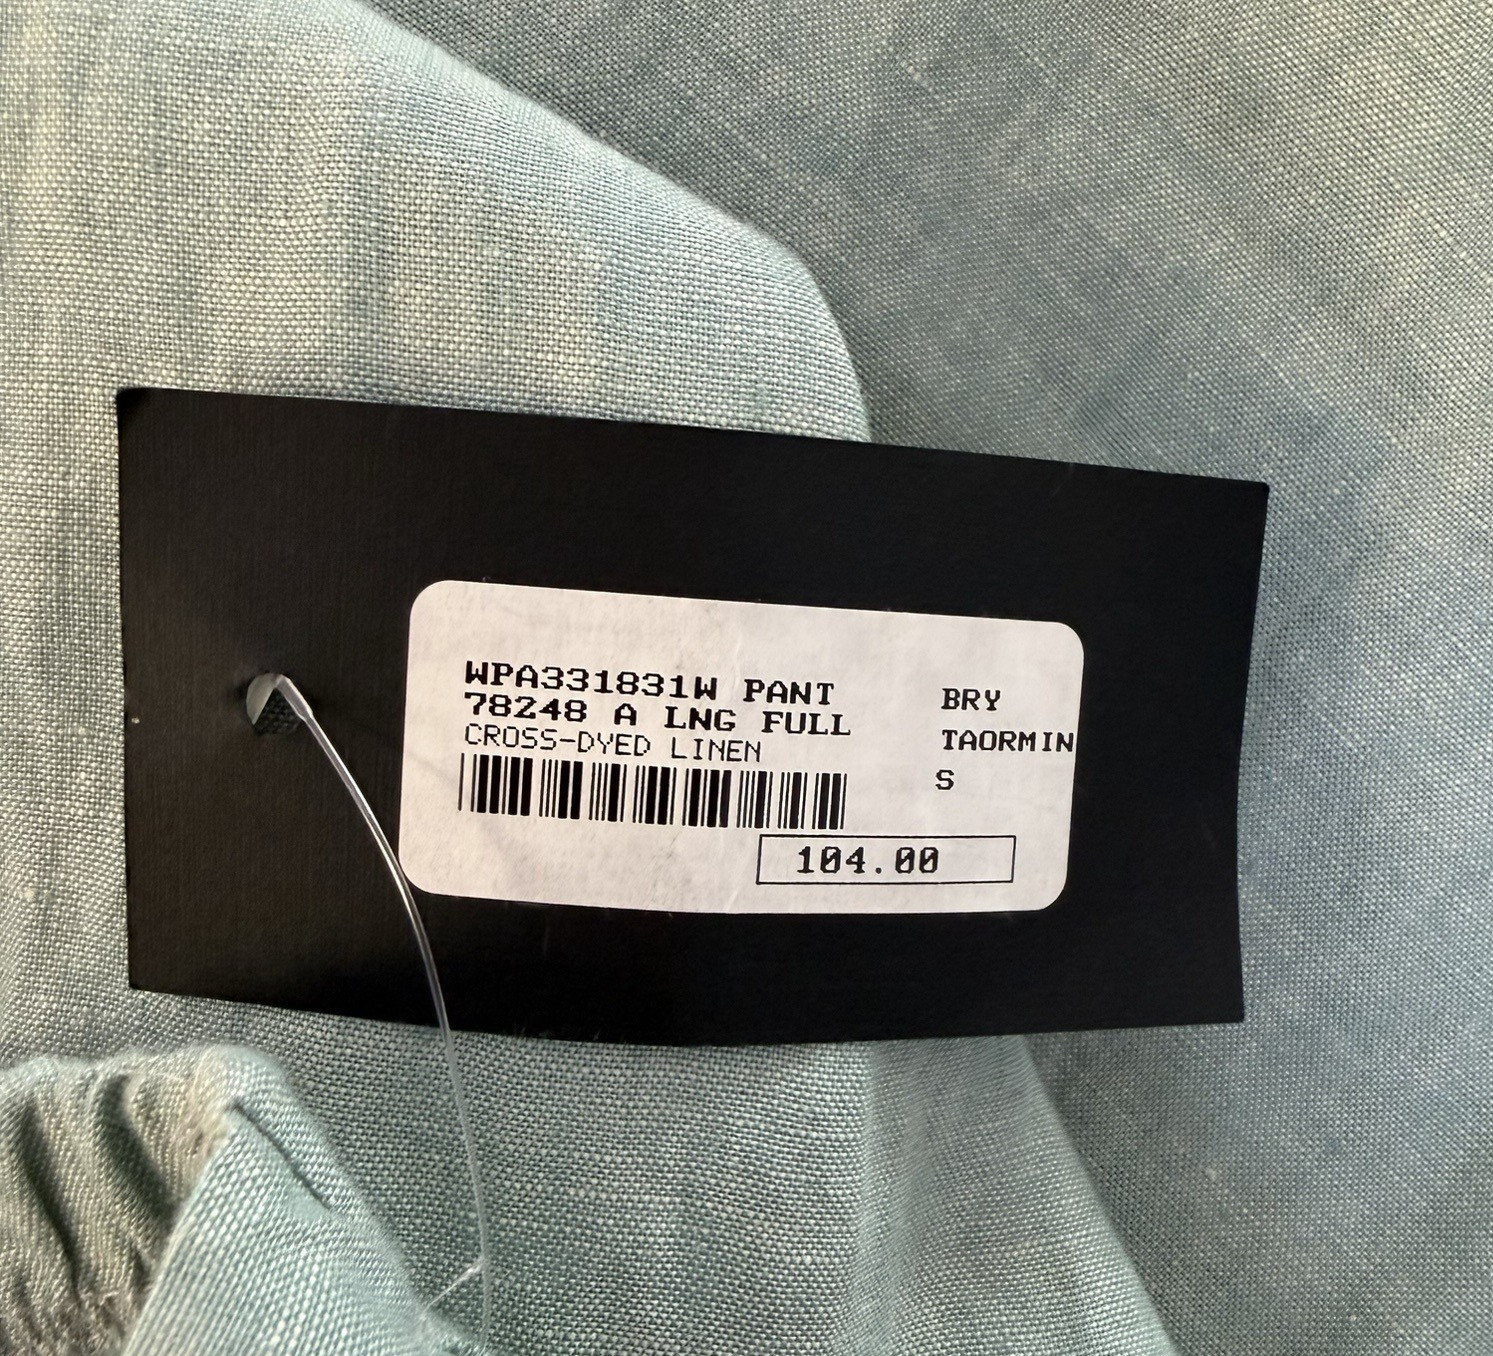 WPA331831W PANT
78248 A LNG FULL
CROSS-DYED LINEN
BRY
TAORMIN
S
104.00